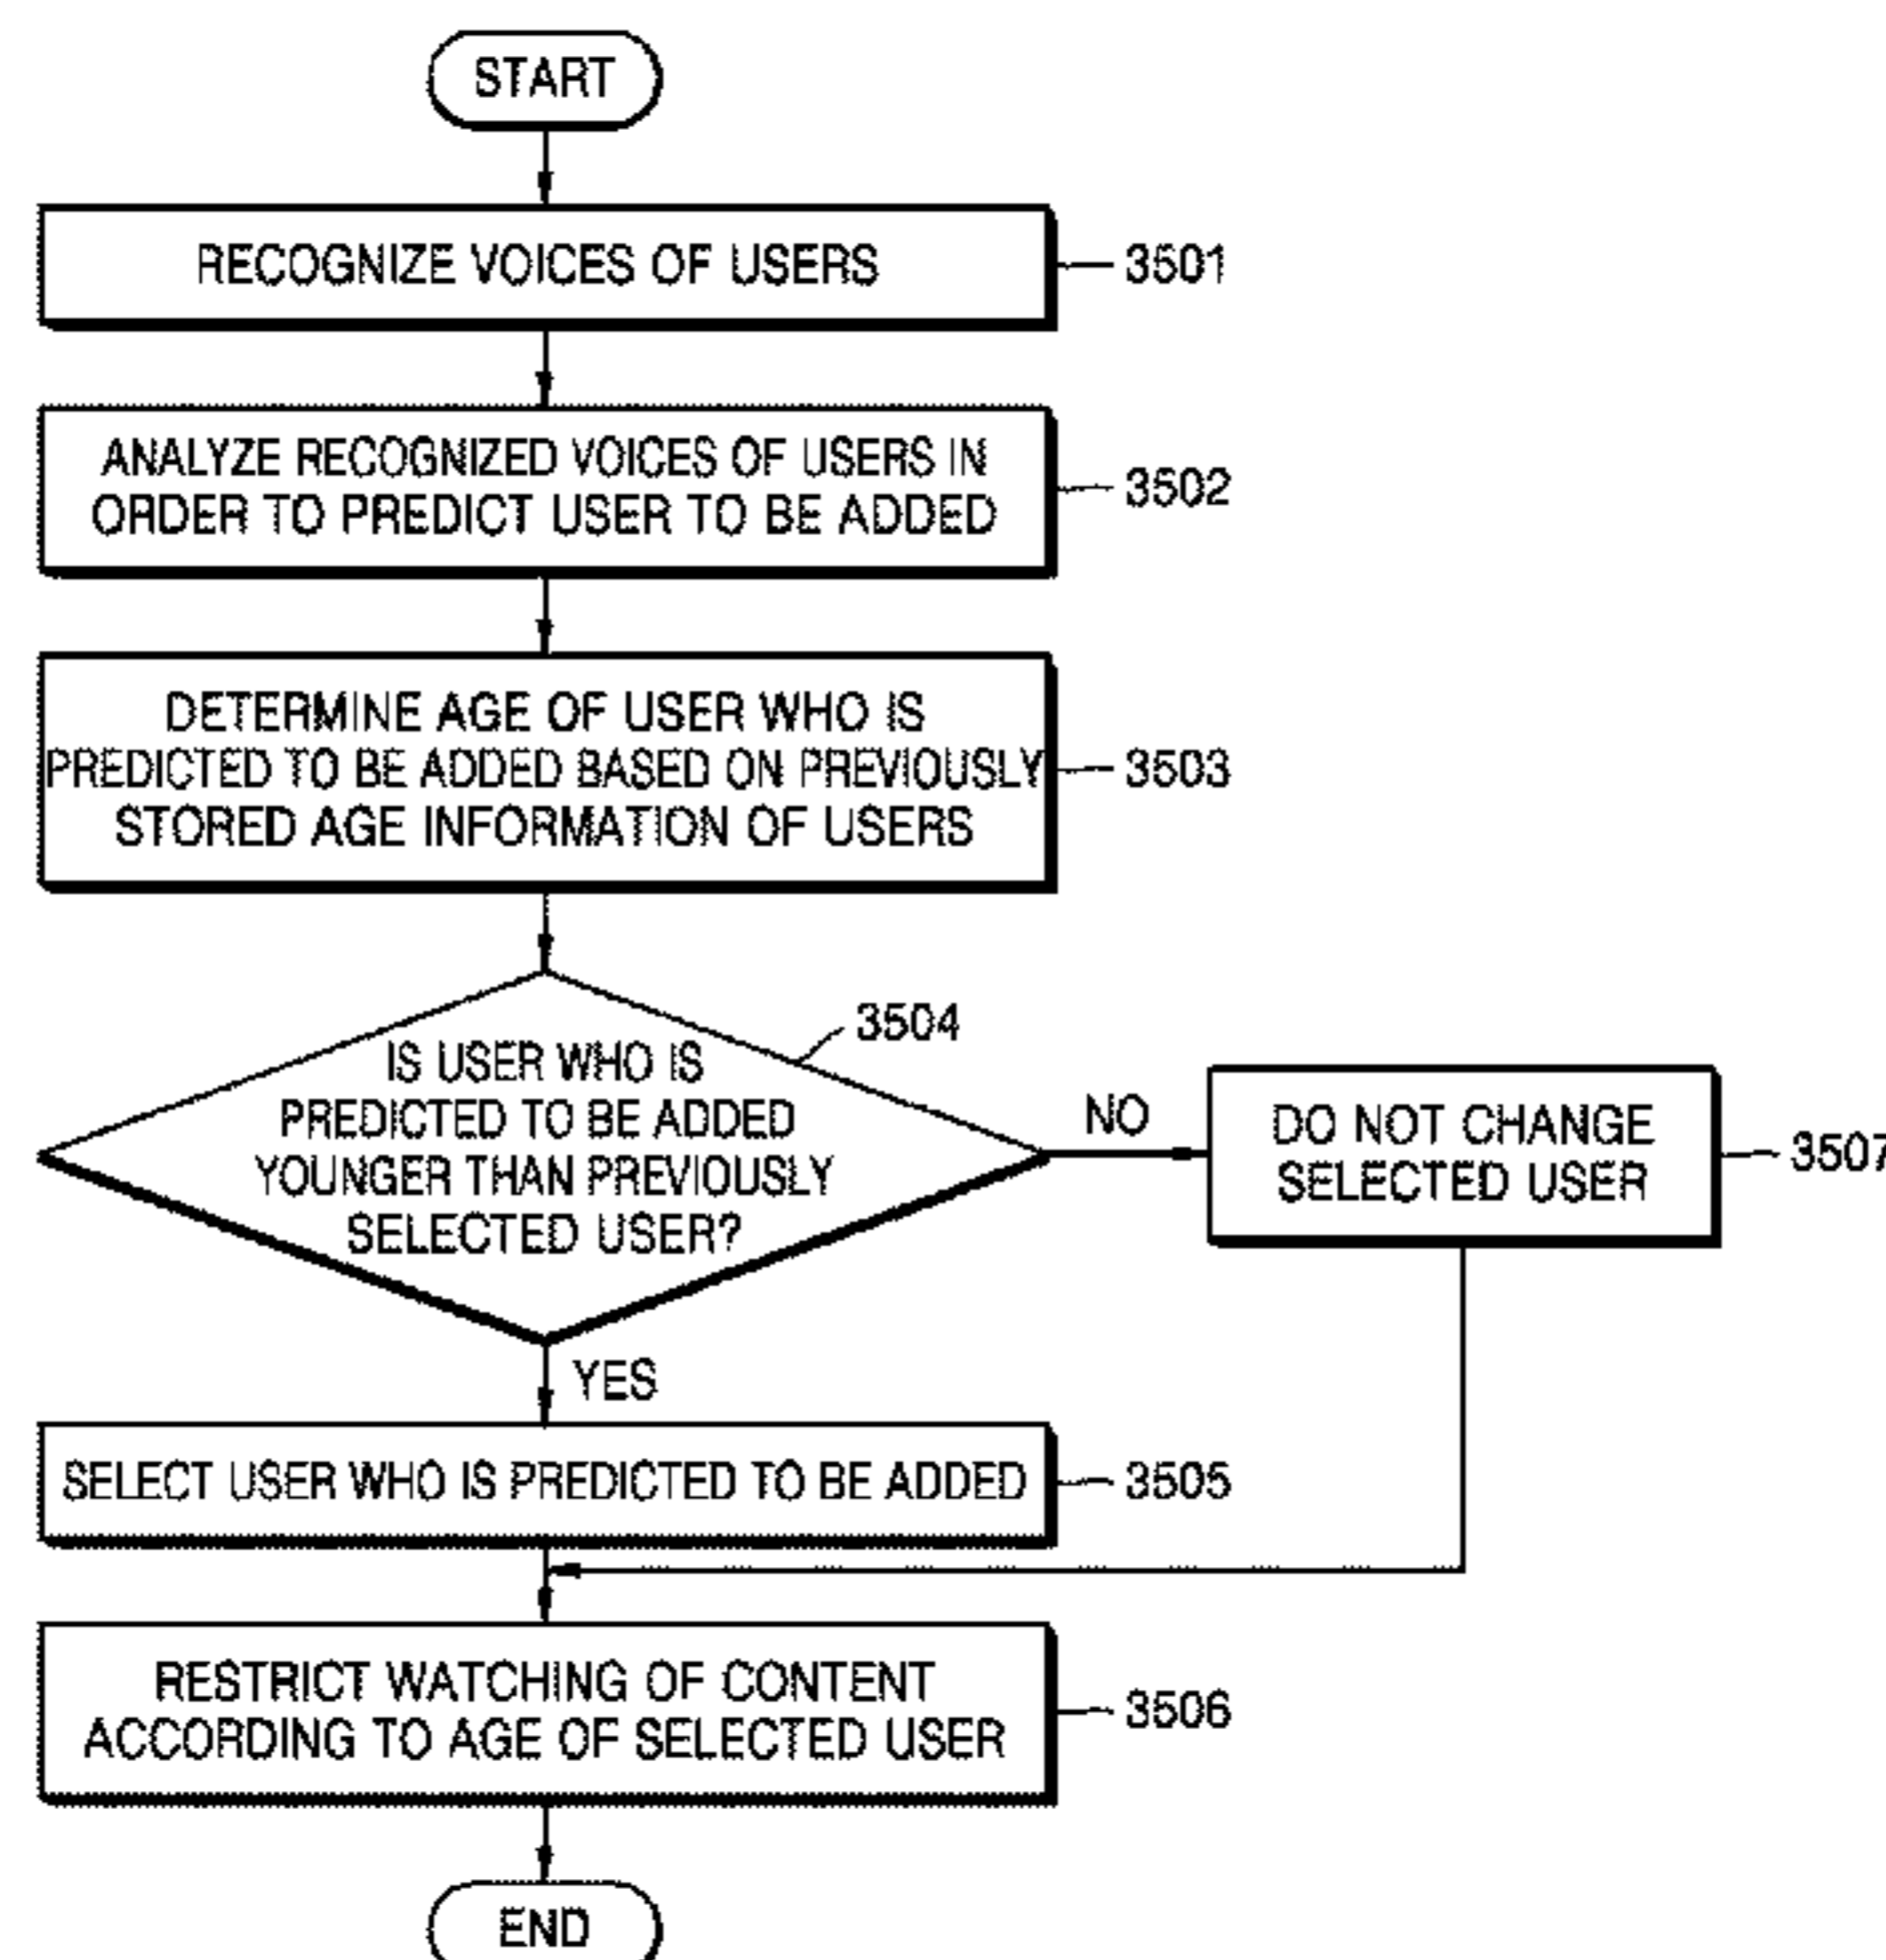 START
RECOGNIZE VOICES OF USERS
3501
ANALYZE RECOGNIZED VOICES OF USERS IN
ORDER TO PREDICT USER TO BE ADDED
3502
DETERMINE AGE OF USER WHO IS
PREDICTED TO BE ADDED BASED ON PREVIOUSLY
STORED AGE INFORMATION OF USERS
3503
3504
IS USER WHO IS
PREDICTED TO BE ADDED
YOUNGER THAN PREVIOUSLY
SELECTED USER?
NO
DO NOT CHANGE
SELECTED USER
3507
YES
SELECT USER WHO IS PREDICTED TO BE ADDED
3505
RESTRICT WATCHING OF CONTENT
ACCORDING TO AGE OF SELECTED USER
3506
END